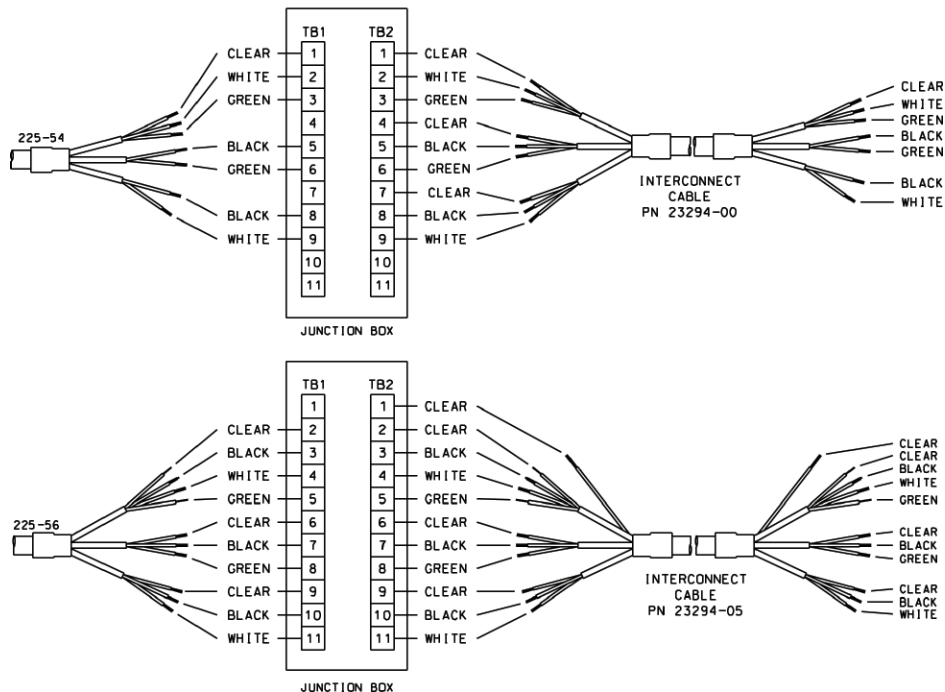 TB1 TB2
CLEAR 1 1 CLEAR
WHITE 2 2 WHITE
GREEN 3 3 GREEN
4 4 CLEAR
BLACK 5 5 BLACK
GREEN 6 6 GREEN
7 7 CLEAR
BLACK 8 8 BLACK
WHITE 9 9 WHITE
10 10
11 11
225-54
JUNCTION BOX
INTERCONNECT
CABLE
PN 23294-00
CLEAR
WHITE
GREEN
BLACK
GREEN
BLACK
WHITE
TB1 TB2
1 1 CLEAR
CLEAR 2 2 CLEAR
BLACK 3 3 BLACK
WHITE 4 4 WHITE
GREEN 5 5 GREEN
CLEAR 6 6 CLEAR
BLACK 7 7 BLACK
GREEN 8 8 GREEN
CLEAR 9 9 CLEAR
BLACK 10 10 BLACK
WHITE 11 11 WHITE
225-56
JUNCTION BOX
INTERCONNECT
CABLE
PN 23294-05
CLEAR
CLEAR
BLACK
WHITE
GREEN
CLEAR
BLACK
GREEN
CLEAR
BLACK
WHITE